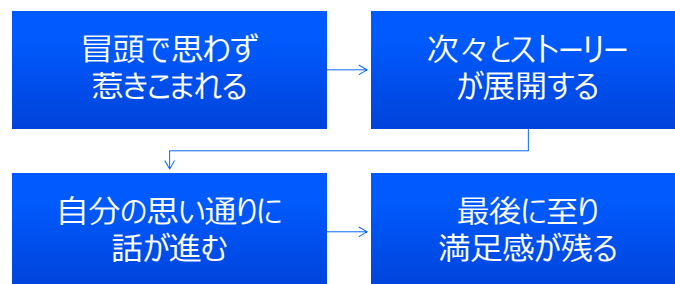 冒頭で思わず
惹きこまれる
次々とストーリー
が展開する
自分の思い通りに
話が進む
最後に至り
満足感が残る